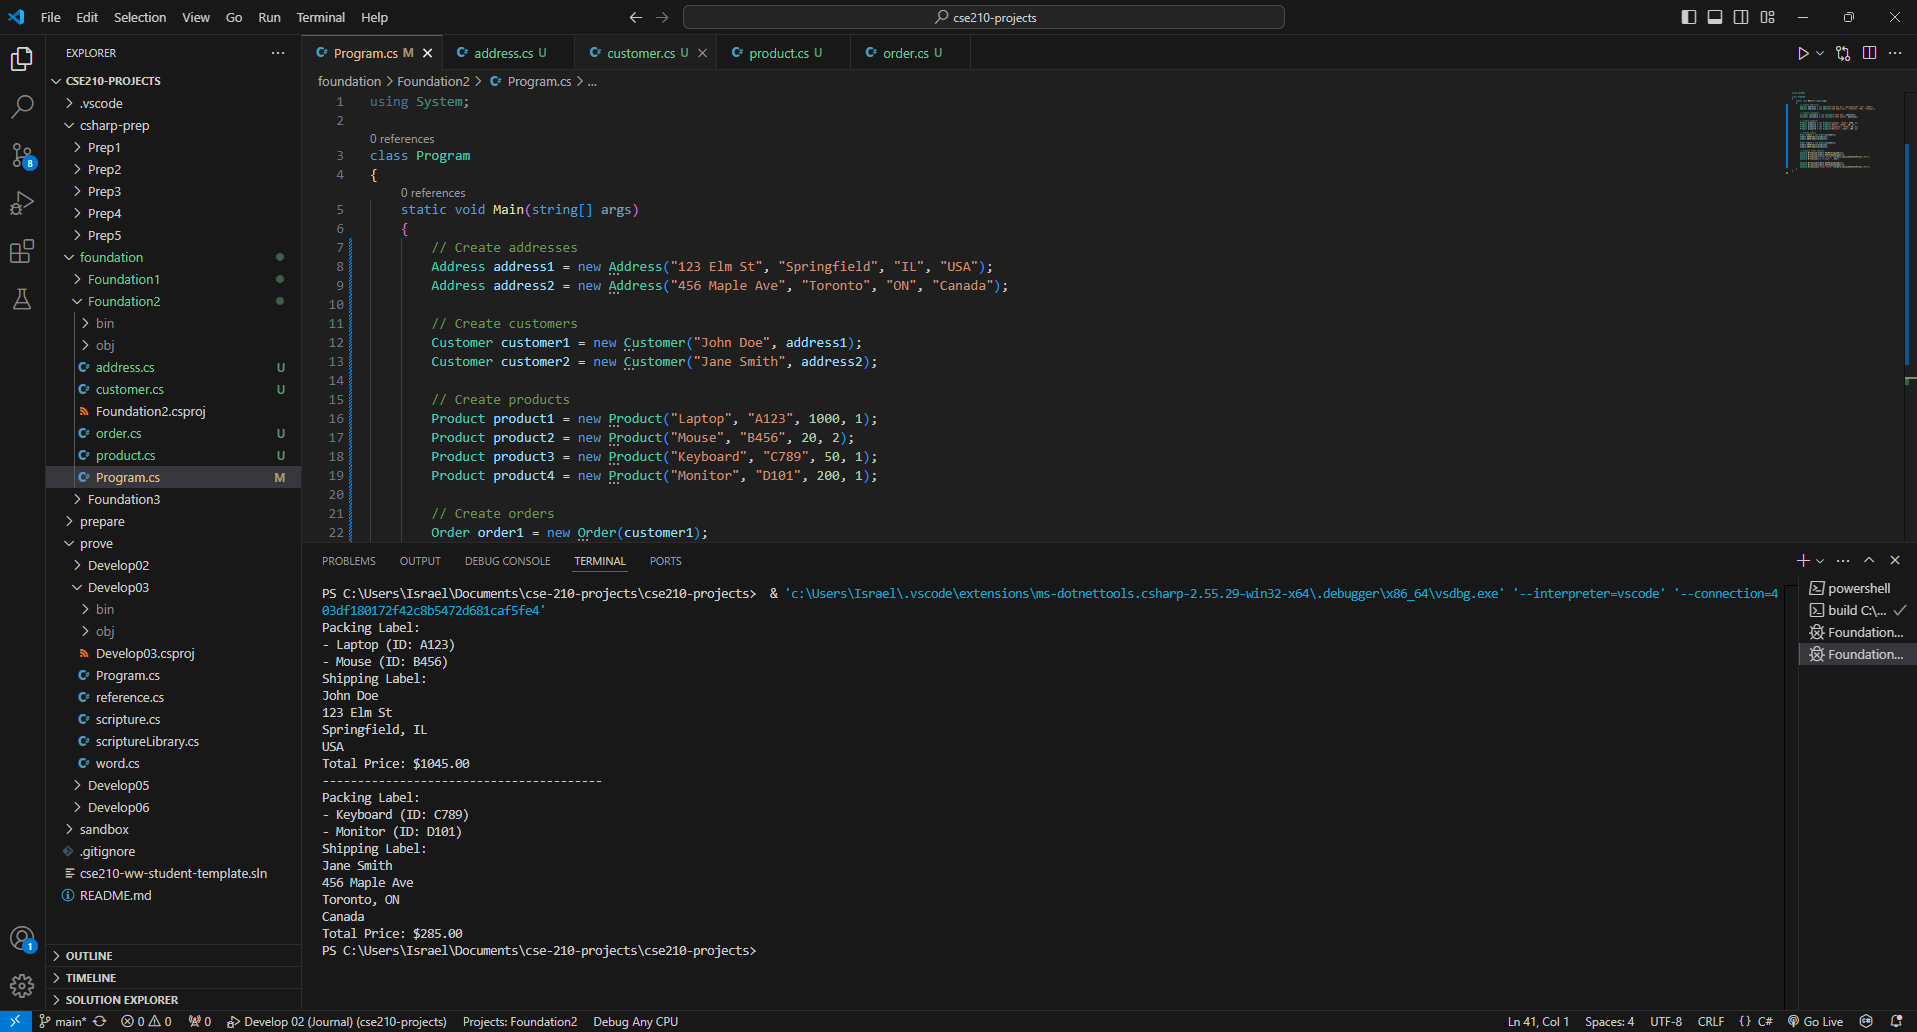 File Edit Selection View Go Run Terminal Help
cse210-projects
EXPLORER
CSE210-PROJECTS
.vscode
csharp-prep
Prep1
Prep2
Prep3
Prep4
Prep5
foundation
Foundation1
Foundation2
bin
obj
address.cs U
customer.cs U
Foundation2.csproj
order.cs U
product.cs U
Program.cs M
Foundation3
prepare
prove
Develop02
Develop03
bin
obj
Develop03.csproj
Program.cs
reference.cs
scripture.cs
scriptureLibrary.cs
word.cs
Develop05
Develop06
sandbox
.gitignore
cse210-ww-student-template.sln
README.md
OUTLINE
TIMELINE
SOLUTION EXPLORER
8
1
Program.cs M address.cs U customer.cs U product.cs U order.cs U
foundation > Foundation2 > Program.cs > ...
1 using System;
2
0 references
3 class Program
4 {
0 references
5 static void Main(string[] args)
6 {
7 // Create addresses
8 Address address1 = new Address("123 Elm St", "Springfield", "IL", "USA");
9 Address address2 = new Address("456 Maple Ave", "Toronto", "ON", "Canada");
10
11 // Create customers
12 Customer customer1 = new Customer("John Doe", address1);
13 Customer customer2 = new Customer("Jane Smith", address2);
14
15 // Create products
16 Product product1 = new Product("Laptop", "A123", 1000, 1);
17 Product product2 = new Product("Mouse", "B456", 20, 2);
18 Product product3 = new Product("Keyboard", "C789", 50, 1);
19 Product product4 = new Product("Monitor", "D101", 200, 1);
20
21 // Create orders
22 Order order1 = new Order(customer1);
PROBLEMS OUTPUT DEBUG CONSOLE TERMINAL PORTS
PS C:\Users\Israel\Documents\cse-210-projects\cse210-projects> & 'c:\Users\Israel\.vscode\extensions\ms-dotnettools.csharp-2.55.29-win32-x64\.debugger\x86_64\vsdbg.exe' '--interpreter=vscode' '--connection=4
03df180172f42c8b5472d681caf5fe4'
Packing Label:
- Laptop (ID: A123)
- Mouse (ID: B456)
Shipping Label:
John Doe
123 Elm St
Springfield, IL
USA
Total Price: $1045.00
----------------------------------------
Packing Label:
- Keyboard (ID: C789)
- Monitor (ID: D101)
Shipping Label:
Jane Smith
456 Maple Ave
Toronto, ON
Canada
Total Price: $285.00
PS C:\Users\Israel\Documents\cse-210-projects\cse210-projects>
powershell
build C:\...
Foundation...
Foundation...
main* 0 0 0 Develop 02 (Journal) (cse210-projects) Projects: Foundation2 Debug Any CPU Ln 41, Col 1 Spaces: 4 UTF-8 CRLF {} C# Go Live